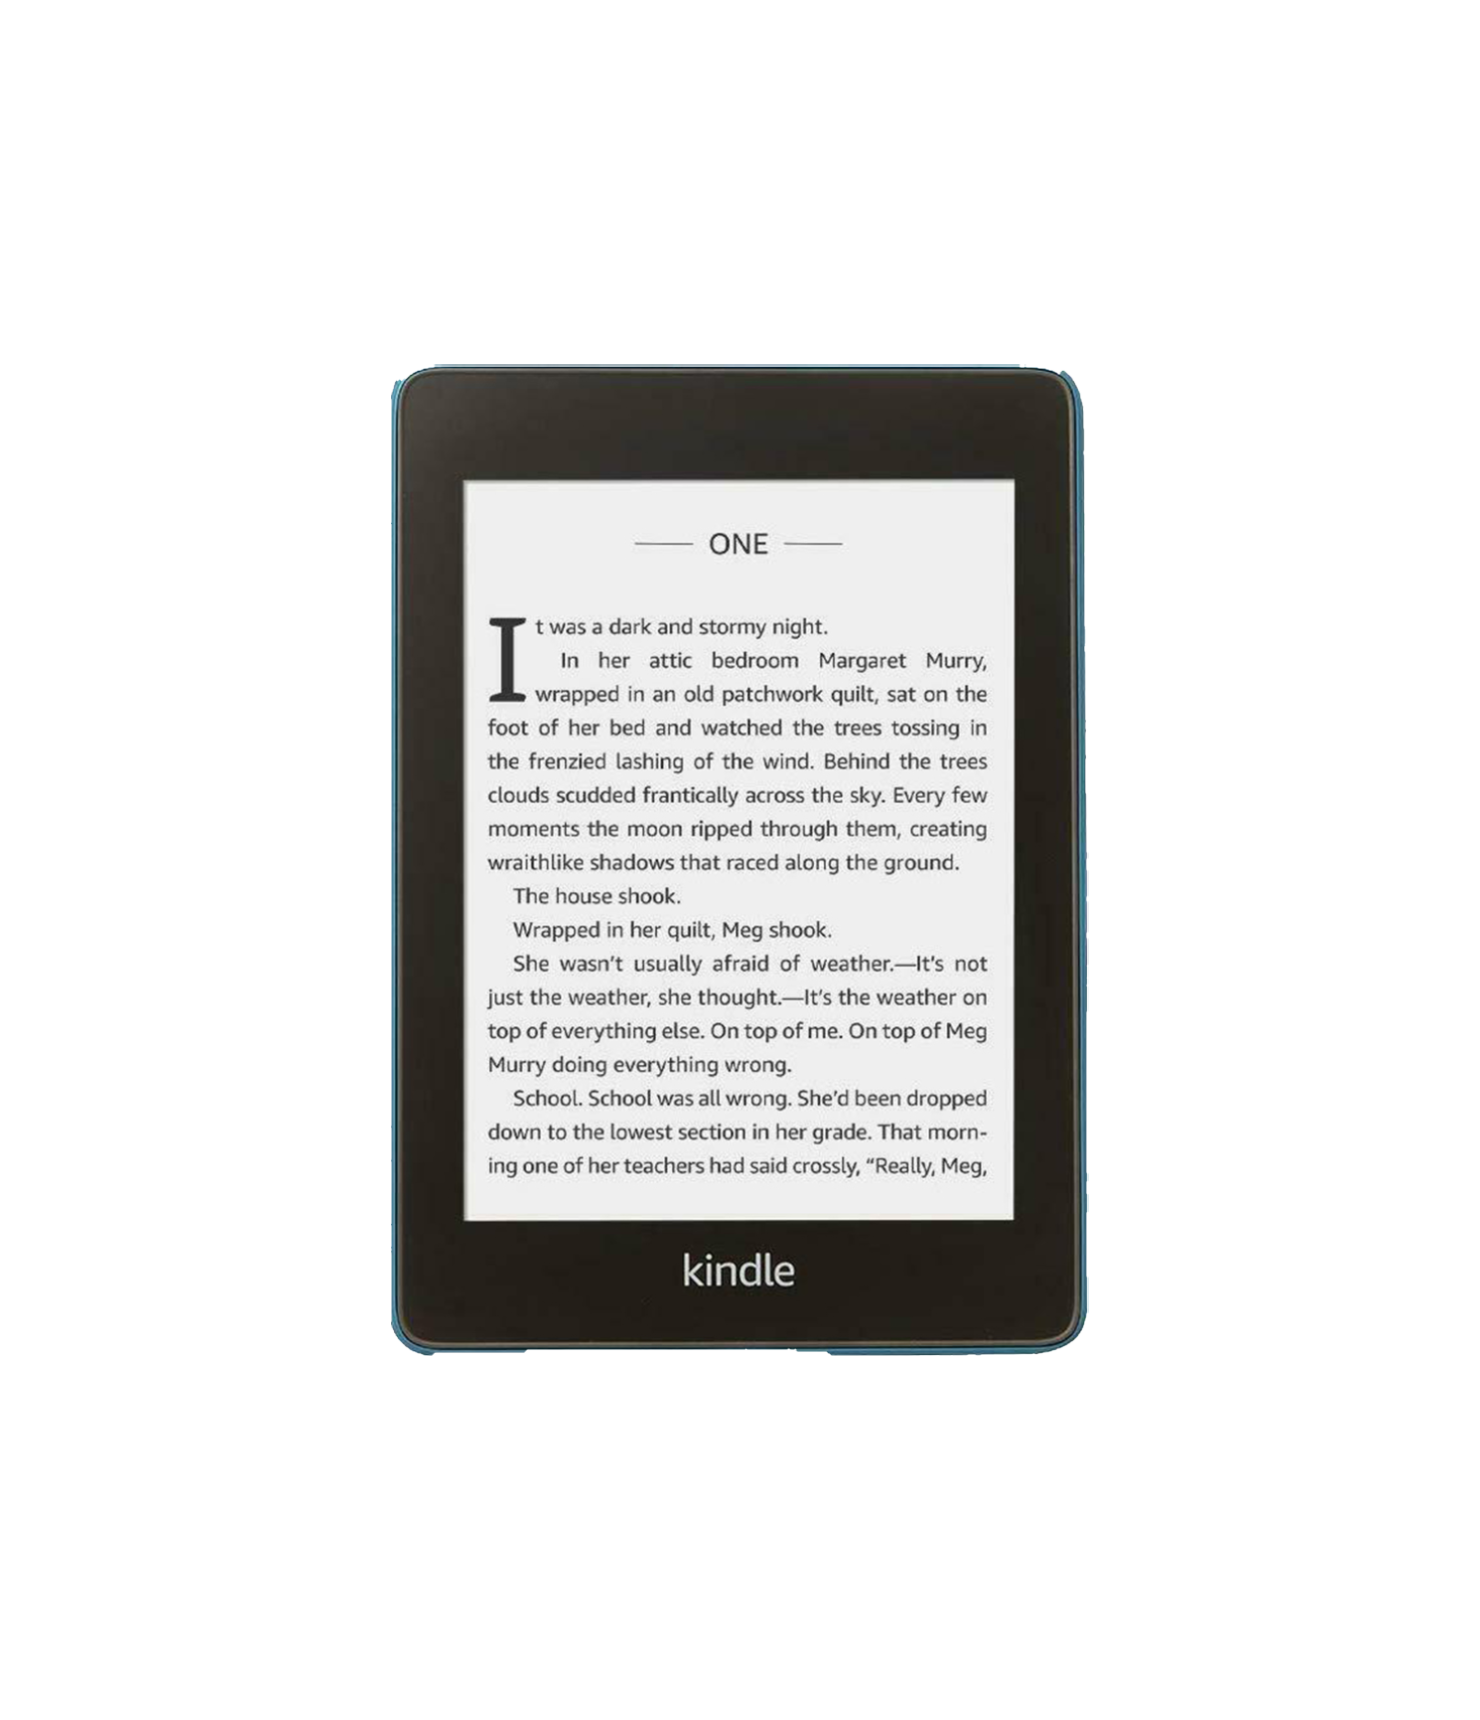 ONE
It was a dark and stormy night.
In her attic bedroom Margaret Murry,
wrapped in an old patchwork quilt, sat on the
foot of her bed and watched the trees tossing in
the frenzied lashing of the wind. Behind the trees
clouds scudded frantically across the sky. Every few
moments the moon ripped through them, creating
wraithlike shadows that raced along the ground.
The house shook.
Wrapped in her quilt, Meg shook.
She wasn’t usually afraid of weather.—It’s not
just the weather, she thought.—It’s the weather on
top of everything else. On top of me. On top of Meg
Murry doing everything wrong.
School. School was all wrong. She’d been dropped
down to the lowest section in her grade. That morn-
ing one of her teachers had said crossly, “Really, Meg,
kindle